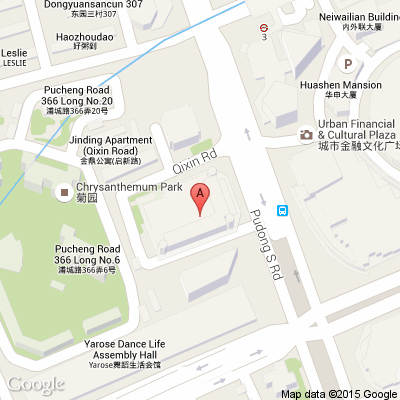 Dongyuansancun 307
东园三村307
Neiwailian Building
内外联大厦
Haozhoudao
好粥到
3
Leslie
LESLIE
P
Huashen Mansion
华申大厦
Pucheng Road
366 Long No.20
浦城路366弄20号
Urban Financial
& Cultural Plaza
城市金融文化广场
Jinding Apartment
(Qixin Road)
金鼎公寓(启新路)
Qixin Rd
Chrysanthemum Park
菊园
A
Pudong S Rd
Pucheng Road
366 Long No.6
浦城路366弄6号
Yarose Dance Life
Assembly Hall
Yarose舞蹈生活会馆
Google
Map data ©2015 Google